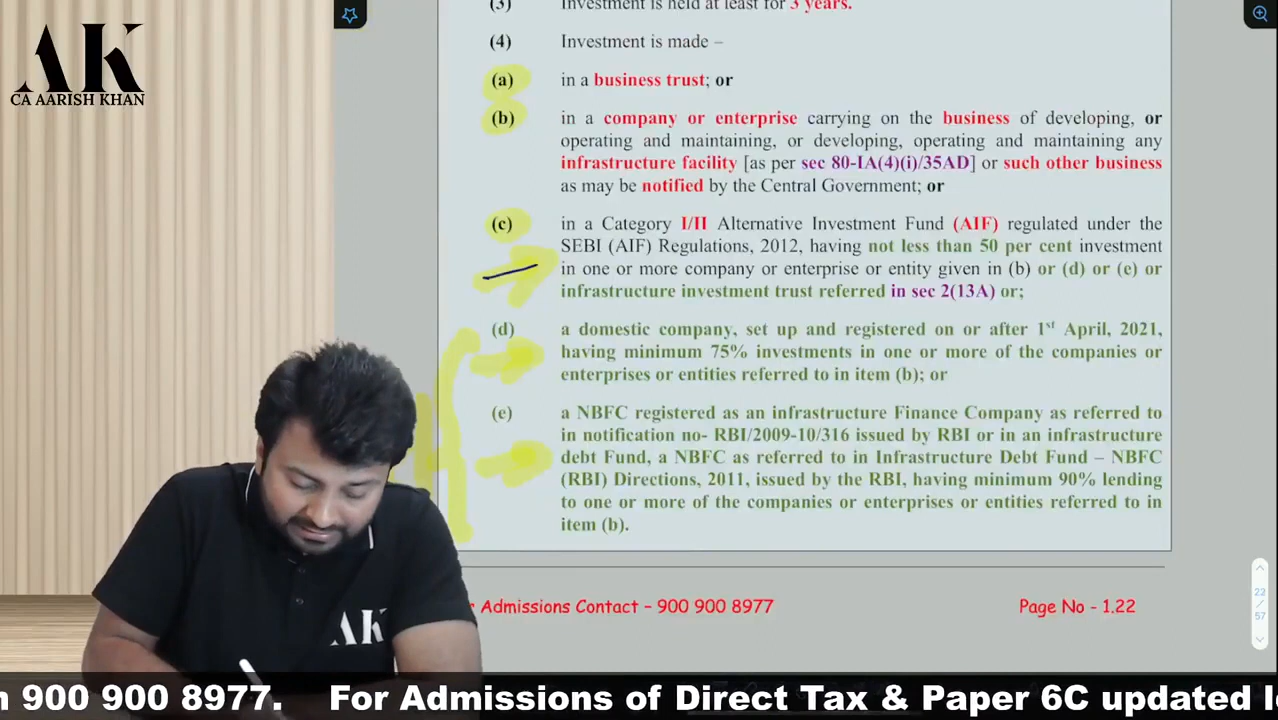 AK
CA AARISH KHAN
(3) Investment is held at least for 3 years.
(4) Investment is made –
(a) in a business trust; or
(b) in a company or enterprise carrying on the business of developing, or
operating and maintaining, or developing, operating and maintaining any
infrastructure facility [as per sec 80-IA(4)(i)/35AD] or such other business
as may be notified by the Central Government; or
(c) in a Category I/II Alternative Investment Fund (AIF) regulated under the
SEBI (AIF) Regulations, 2012, having not less than 50 per cent investment
in one or more company or enterprise or entity given in (b) or (d) or (e) or
infrastructure investment trust referred in sec 2(13A) or;
(d) a domestic company, set up and registered on or after 1st April, 2021,
having minimum 75% investments in one or more of the companies or
enterprises or entities referred to in item (b); or
(e) a NBFC registered as an infrastructure Finance Company as referred to
in notification no- RBI/2009-10/316 issued by RBI or in an infrastructure
debt Fund, a NBFC as referred to in Infrastructure Debt Fund – NBFC
(RBI) Directions, 2011, issued by the RBI, having minimum 90% lending
to one or more of the companies or enterprises or entities referred to in
item (b).
Admissions Contact – 900 900 8977 Page No - 1.22
22
/
57
AK
900 900 8977. For Admissions of Direct Tax & Paper 6C updated